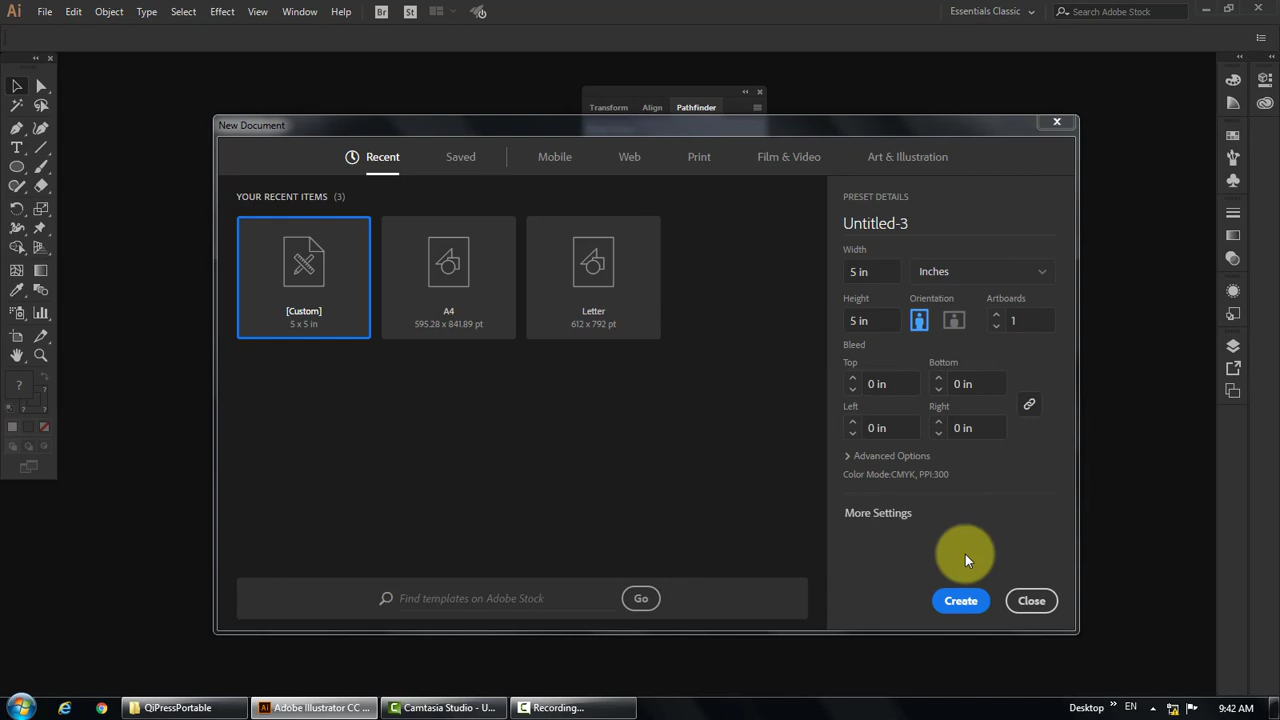 Ai File Edit Object Type Select Effect View Window Help Br St Essentials Classic Search Adobe Stock
Transform Align Pathfinder
New Document
Recent Saved Mobile Web Print Film & Video Art & Illustration
YOUR RECENT ITEMS (3)
[Custom]
5 x 5 in
A4
595.28 x 841.89 pt
Letter
612 x 792 pt
Find templates on Adobe Stock Go
PRESET DETAILS
Untitled-3
Width
5 in Inches
Height Orientation Artboards
5 in 1
Bleed
Top Bottom
0 in 0 in
Left Right
0 in 0 in
Advanced Options
Color Mode:CMYK, PPI:300
More Settings
Create Close
? ?
?
? ?
QiPressPortable Adobe Illustrator CC ... Camtasia Studio - U... Recording... Desktop » EN 9:42 AM